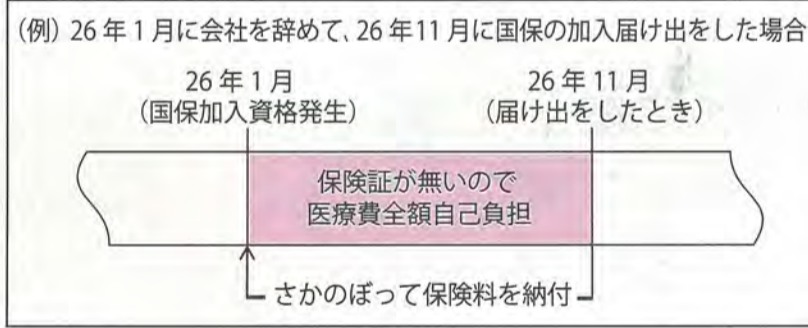 (例) 26年1月に会社を辞めて、26年11月に国保の加入届け出をした場合
26年1月
(国保加入資格発生)
26年11月
(届け出をしたとき)
保険証が無いので
医療費全額自己負担
さかのぼって保険料を納付